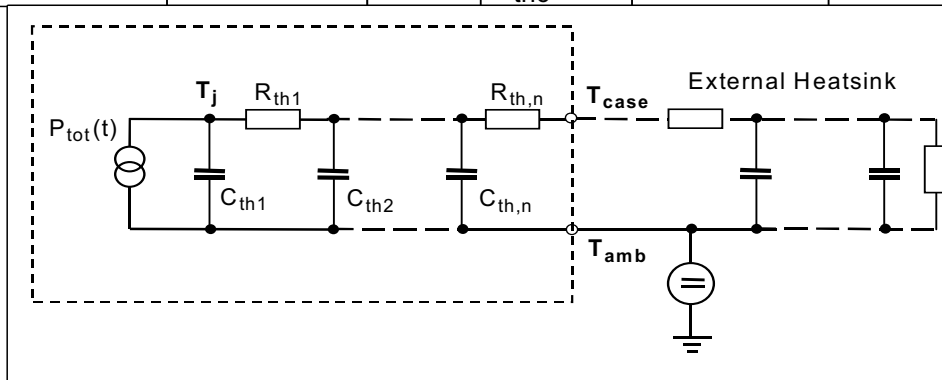 T_j
R_th1
R_th,n
T_case
External Heatsink
P_tot(t)
C_th1
C_th2
C_th,n
T_amb